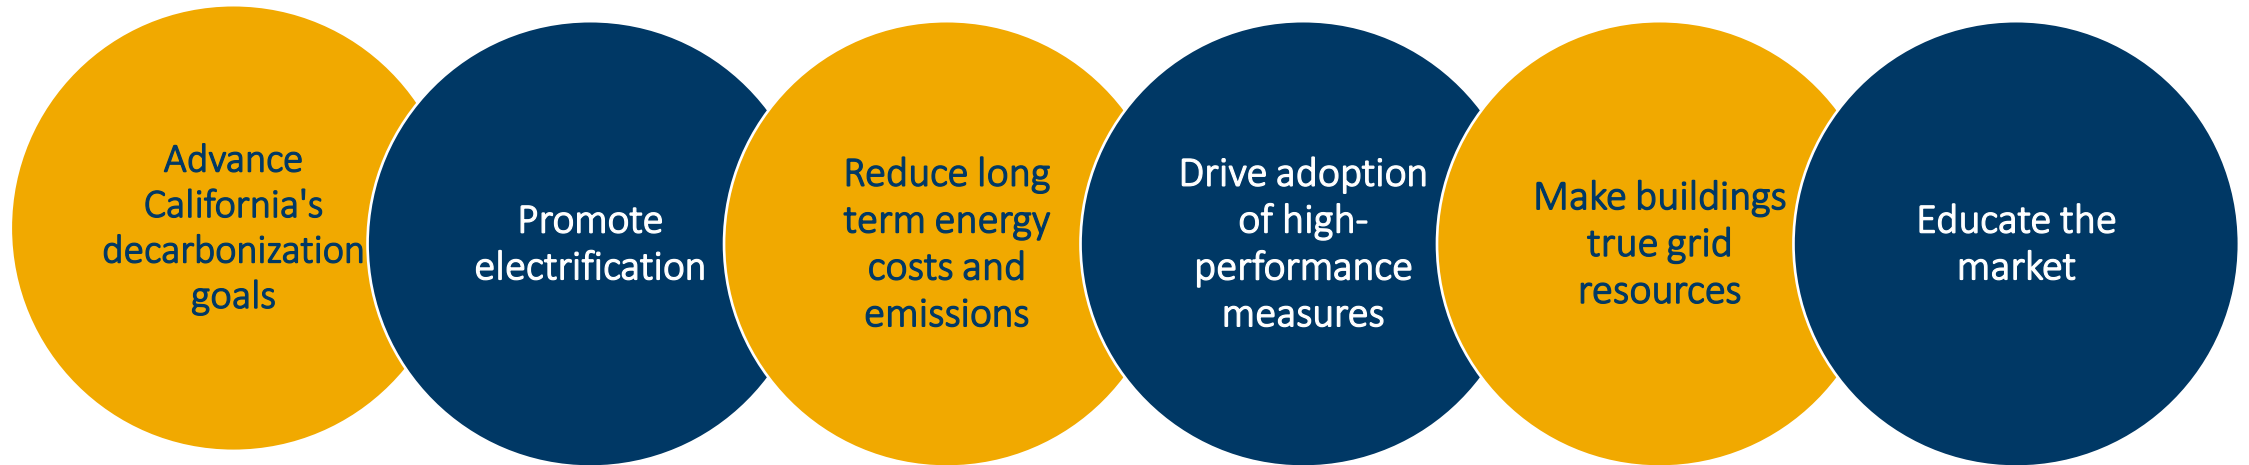 Advance
California's
decarbonization
goals
Promote
electrification
Reduce long
term energy
costs and
emissions
Drive adoption
of high-
performance
measures
Make buildings
true grid
resources
Educate the
market